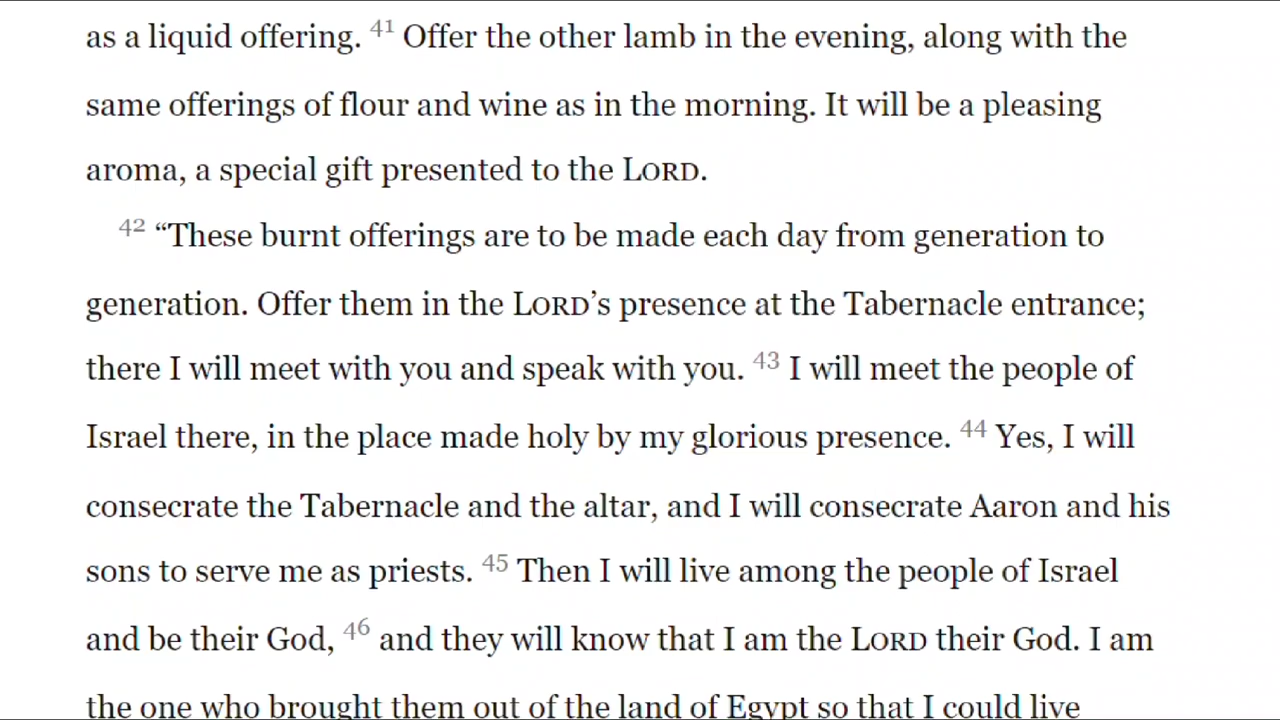 as a liquid offering. 41 Offer the other lamb in the evening, along with the
same offerings of flour and wine as in the morning. It will be a pleasing
aroma, a special gift presented to the LORD.
42 “These burnt offerings are to be made each day from generation to
generation. Offer them in the LORD’s presence at the Tabernacle entrance;
there I will meet with you and speak with you. 43 I will meet the people of
Israel there, in the place made holy by my glorious presence. 44 Yes, I will
consecrate the Tabernacle and the altar, and I will consecrate Aaron and his
sons to serve me as priests. 45 Then I will live among the people of Israel
and be their God, 46 and they will know that I am the LORD their God. I am
the one who brought them out of the land of Egypt so that I could live